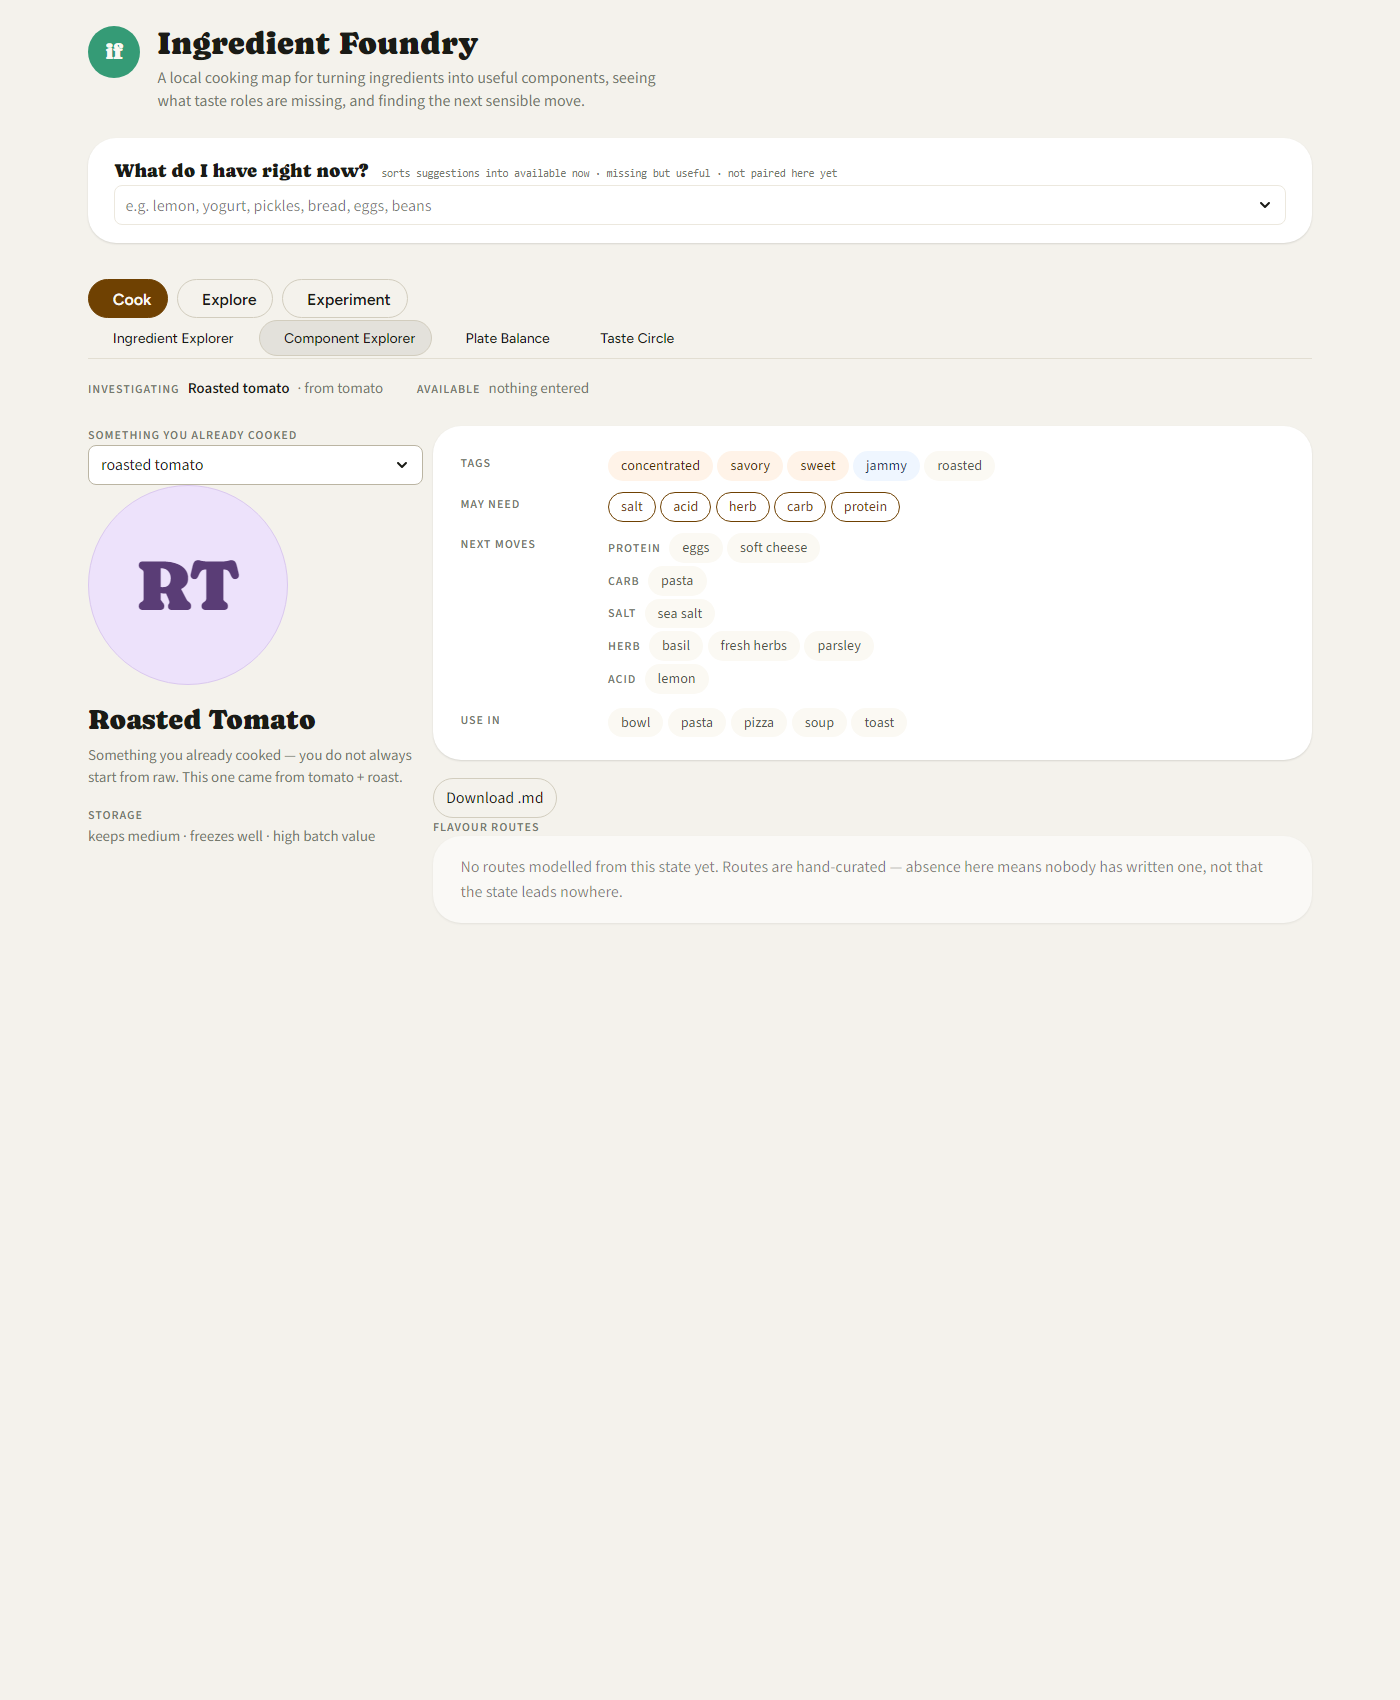 if
Ingredient Foundry
A local cooking map for turning ingredients into useful components, seeing
what taste roles are missing, and finding the next sensible move.
What do I have right now? sorts suggestions into available now · missing but useful · not paired here yet
e.g. lemon, yogurt, pickles, bread, eggs, beans
Cook Explore Experiment
Ingredient Explorer Component Explorer Plate Balance Taste Circle
INVESTIGATING Roasted tomato · from tomato AVAILABLE nothing entered
SOMETHING YOU ALREADY COOKED
roasted tomato
RT
Roasted Tomato
Something you already cooked — you do not always
start from raw. This one came from tomato + roast.
STORAGE
keeps medium · freezes well · high batch value
TAGS concentrated savory sweet jammy roasted
MAY NEED salt acid herb carb protein
NEXT MOVES PROTEIN eggs soft cheese
CARB pasta
SALT sea salt
HERB basil fresh herbs parsley
ACID lemon
USE IN bowl pasta pizza soup toast
Download .md
FLAVOUR ROUTES
No routes modelled from this state yet. Routes are hand-curated — absence here means nobody has written one, not that
the state leads nowhere.